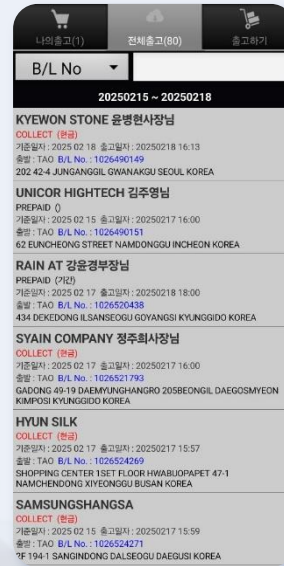 나의출고(1) 전체출고(80) 출고하기
B/L No
20250215 ~ 20250218
KYEWON STONE 윤병현사장님
COLLECT (현금)
기준일자 : 2025 02 18 출고일자 : 20250218 16:13
출발 : TAO B/L No. : 1026490149
202 42-4 JUNGANGGIL GWANAKGU SEOUL KOREA
UNICOR HIGHTECH 김주영님
PREPAID ()
기준일자 : 2025 02 15 출고일자 : 20250217 16:00
출발 : TAO B/L No. : 1026490151
62 EUNCHEONG STREET NAMDONGGU INCHEON KOREA
RAIN AT 강윤경부장님
PREPAID (기간)
기준일자 : 2025 02 17 출고일자 : 20250218 18:00
출발 : TAO B/L No. : 1026520438
434 DEKEDONG ILSANSEOGU GOYANGSI KYUNGGIDO KOREA
SYAIN COMPANY 정주희사장님
COLLECT (현금)
기준일자 : 2025 02 17 출고일자 : 20250217 16:00
출발 : TAO B/L No. : 1026521793
GADONG 49-19 DAEMYUNGHANGRO 205BEONGIL DAEGOSMYEON
KIMPOSI KYUNGGIDO KOREA
HYUN SILK
COLLECT (현금)
기준일자 : 2025 02 17 출고일자 : 20250217 15:57
출발 : TAO B/L No. : 1026524269
SHOPPING CENTER 1SET FLOOR HWABUOPAPET 47-1
NAMCHENDONG XIYEONGGU BUSAN KOREA
SAMSUNGSHANGSA
COLLECT (현금)
기준일자 : 2025 02 15 출고일자 : 20250217 15:59
출발 : TAO B/L No. : 1026524271
2F 194-1 SANGINDONG DALSEOGU DAEGUSI KOREA